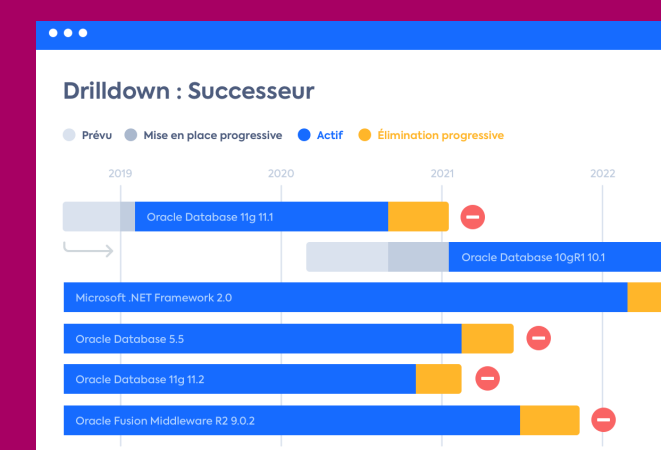 Drilldown : Successeur
Prévu Mise en place progressive Actif Élimination progressive
2019 2020 2021 2022
Oracle Database 11g 11.1
Oracle Database 10gR1 10.1
Microsoft .NET Framework 2.0
Oracle Database 5.5
Oracle Database 11g 11.2
Oracle Fusion Middleware R2 9.0.2